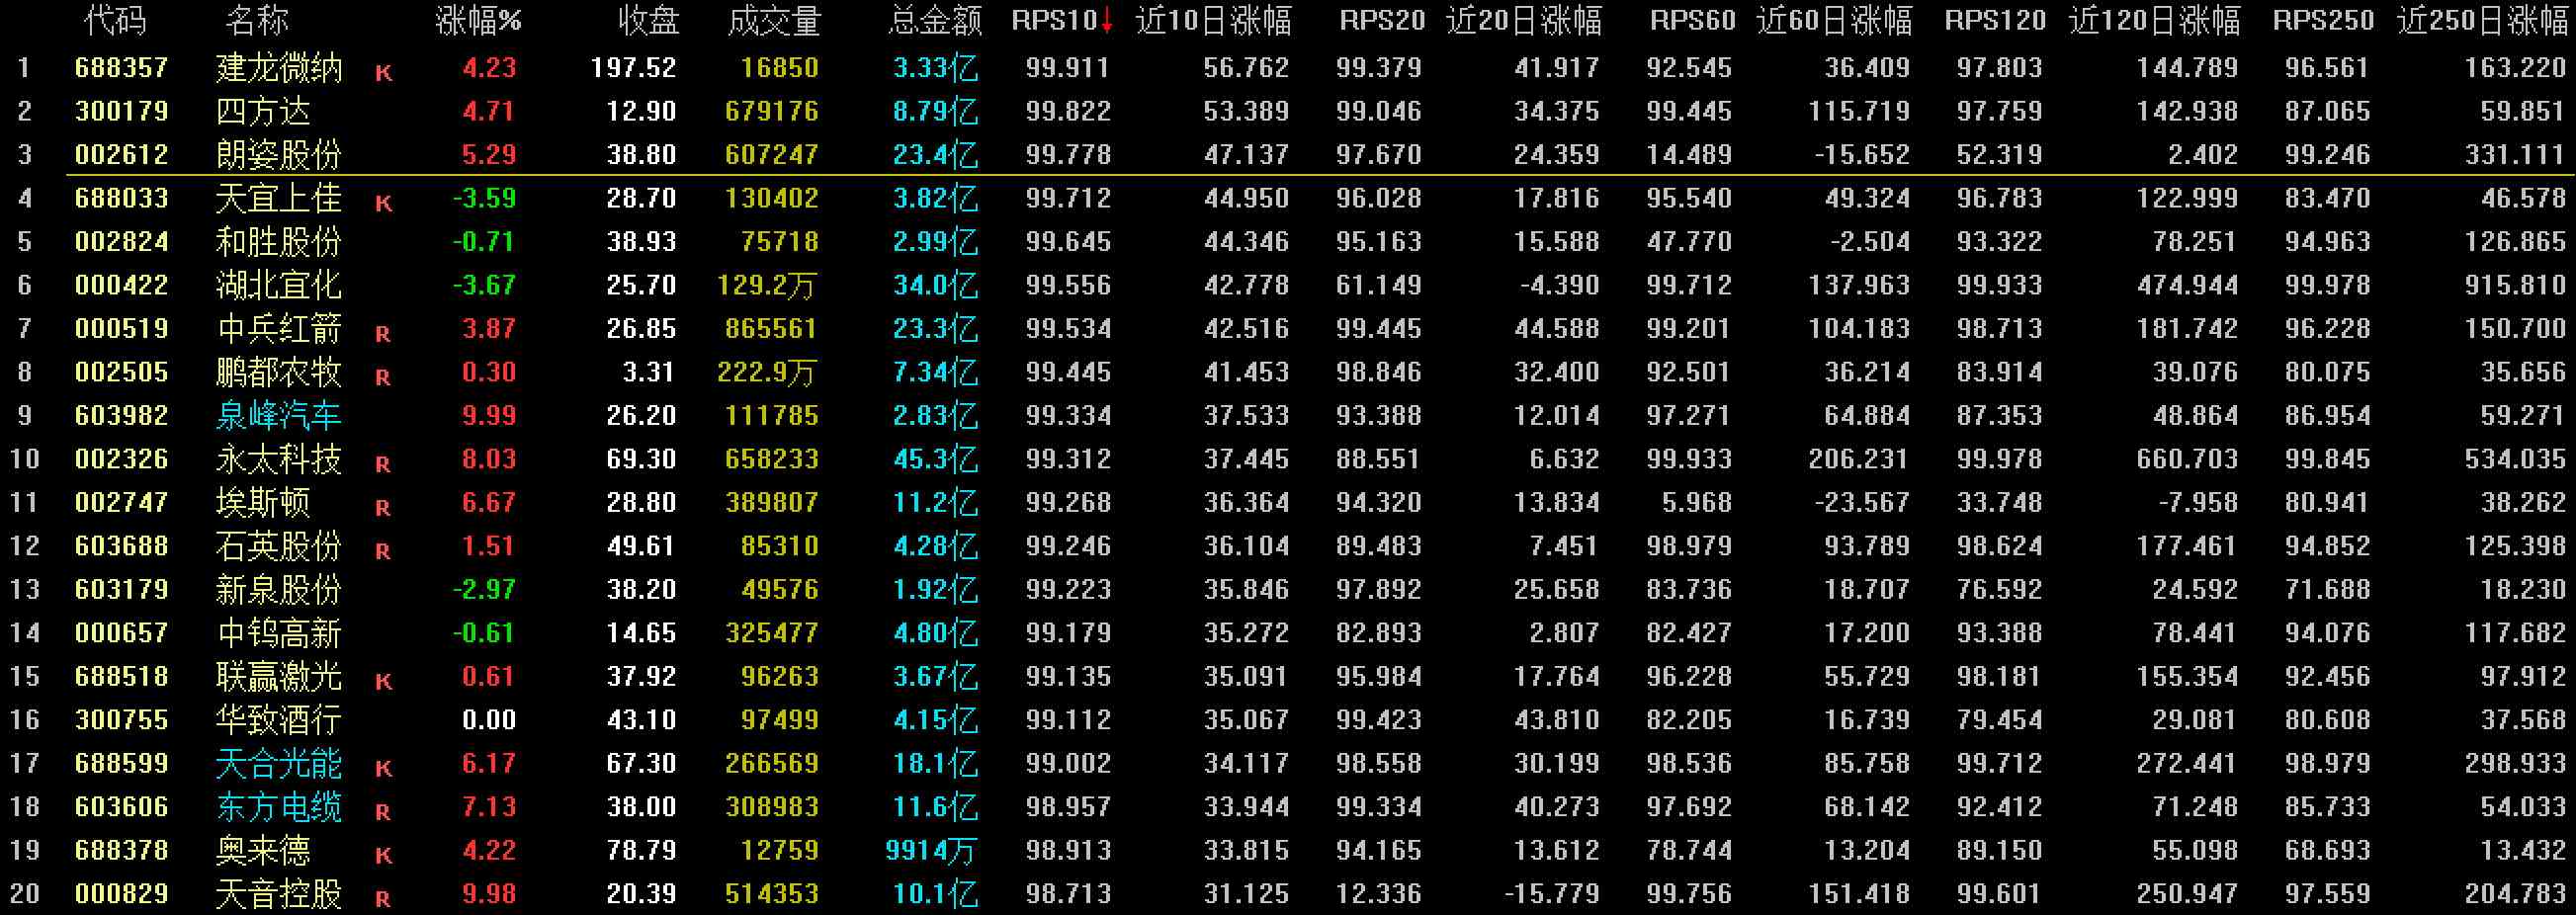 代码 名称 涨幅% 收盘 成交量 总金额 RPS10↓ 近10日涨幅 RPS20 近20日涨幅 RPS60 近60日涨幅 RPS120 近120日涨幅 RPS250 近250日涨幅
1 688357 建龙微纳 K 4.23 197.52 16850 3.33亿 99.911 56.762 99.379 41.917 92.545 36.409 97.803 144.789 96.561 163.220
2 300179 四方达 4.71 12.90 679176 8.79亿 99.822 53.389 99.046 34.375 99.445 115.719 97.759 142.938 87.065 59.851
3 002612 朗姿股份 5.29 38.80 607247 23.4亿 99.778 47.137 97.670 24.359 14.489 -15.652 52.319 2.402 99.246 331.111
4 688033 天宜上佳 K -3.59 28.70 130402 3.82亿 99.712 44.950 96.028 17.816 95.540 49.324 96.783 122.999 83.470 46.578
5 002824 和胜股份 -0.71 38.93 75718 2.99亿 99.645 44.346 95.163 15.588 47.770 -2.504 93.322 78.251 94.963 126.865
6 000422 湖北宜化 -3.67 25.70 129.2万 34.0亿 99.556 42.778 61.149 -4.390 99.712 137.963 99.933 474.944 99.978 915.810
7 000519 中兵红箭 R 3.87 26.85 865561 23.3亿 99.534 42.516 99.445 44.588 99.201 104.183 98.713 181.742 96.228 150.700
8 002505 鹏都农牧 R 0.30 3.31 222.9万 7.34亿 99.445 41.453 98.846 32.400 92.501 36.214 83.914 39.076 80.075 35.656
9 603982 泉峰汽车 9.99 26.20 111785 2.83亿 99.334 37.533 93.388 12.014 97.271 64.884 87.353 48.864 86.954 59.271
10 002326 永太科技 R 8.03 69.30 658233 45.3亿 99.312 37.445 88.551 6.632 99.933 206.231 99.978 660.703 99.845 534.035
11 002747 埃斯顿 R 6.67 28.80 389807 11.2亿 99.268 36.364 94.320 13.834 5.968 -23.567 33.748 -7.958 80.941 38.262
12 603688 石英股份 R 1.51 49.61 85310 4.28亿 99.246 36.104 89.483 7.451 98.979 93.789 98.624 177.461 94.852 125.398
13 603179 新泉股份 -2.97 38.20 49576 1.92亿 99.223 35.846 97.892 25.658 83.736 18.707 76.592 24.592 71.688 18.230
14 000657 中钨高新 -0.61 14.65 325477 4.80亿 99.179 35.272 82.893 2.807 82.427 17.200 93.388 78.441 94.076 117.682
15 688518 联赢激光 K 0.61 37.92 96263 3.67亿 99.135 35.091 95.984 17.764 96.228 55.729 98.181 155.354 92.456 97.912
16 300755 华致酒行 0.00 43.10 97499 4.15亿 99.112 35.067 99.423 43.810 82.205 16.739 79.454 29.081 80.608 37.568
17 688599 天合光能 K 6.17 67.30 266569 18.1亿 99.002 34.117 98.558 30.199 98.536 85.758 99.712 272.441 98.979 298.933
18 603606 东方电缆 R 7.13 38.00 308983 11.6亿 98.957 33.944 99.334 40.273 97.692 68.142 92.412 71.248 85.733 54.033
19 688378 奥来德 K 4.22 78.79 12759 9914万 98.913 33.815 94.165 13.612 78.744 13.204 89.150 55.098 68.693 13.432
20 000829 天音控股 R 9.98 20.39 514353 10.1亿 98.713 31.125 12.336 -15.779 99.756 151.418 99.601 250.947 97.559 204.783